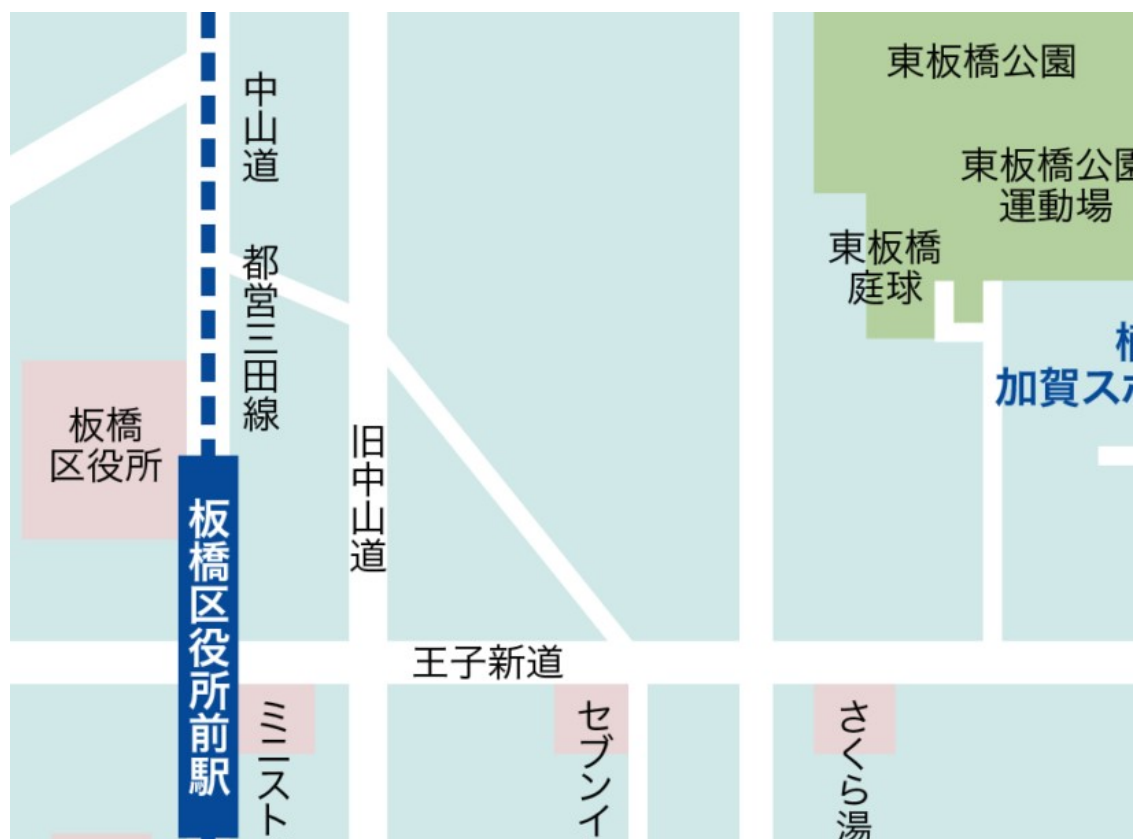 東板橋公園
中山道
東板橋公園
運動場
東板橋
庭球
都営三田線
加賀スポ
板橋
区役所
旧中山道
板橋区役所前駅
王子新道
ミニスト
セブンイ
さくら湯